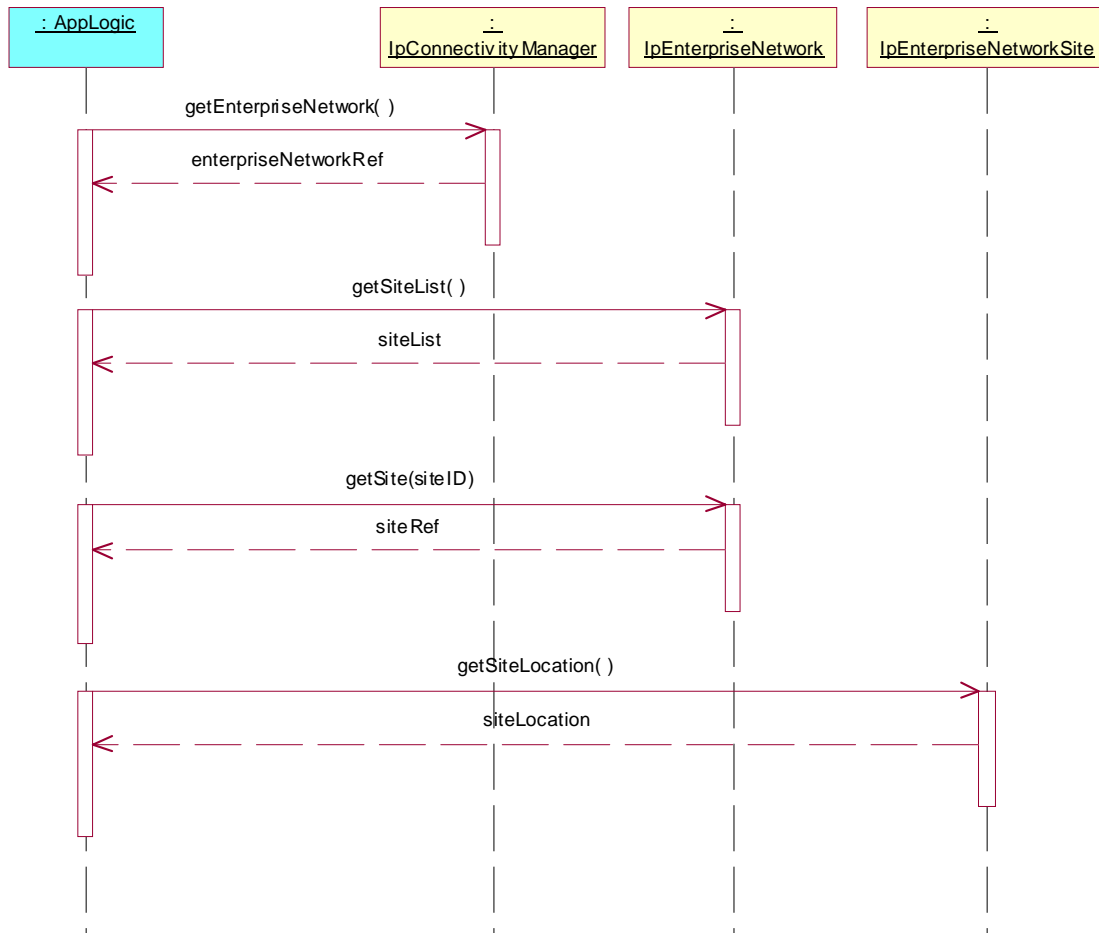 : AppLogic
:
IpConnectivityManager
:
IpEnterpriseNetwork
:
IpEnterpriseNetworkSite
getEnterpriseNetwork( )
enterpriseNetworkRef
getSiteList( )
siteList
getSite(siteID)
siteRef
getSiteLocation( )
siteLocation